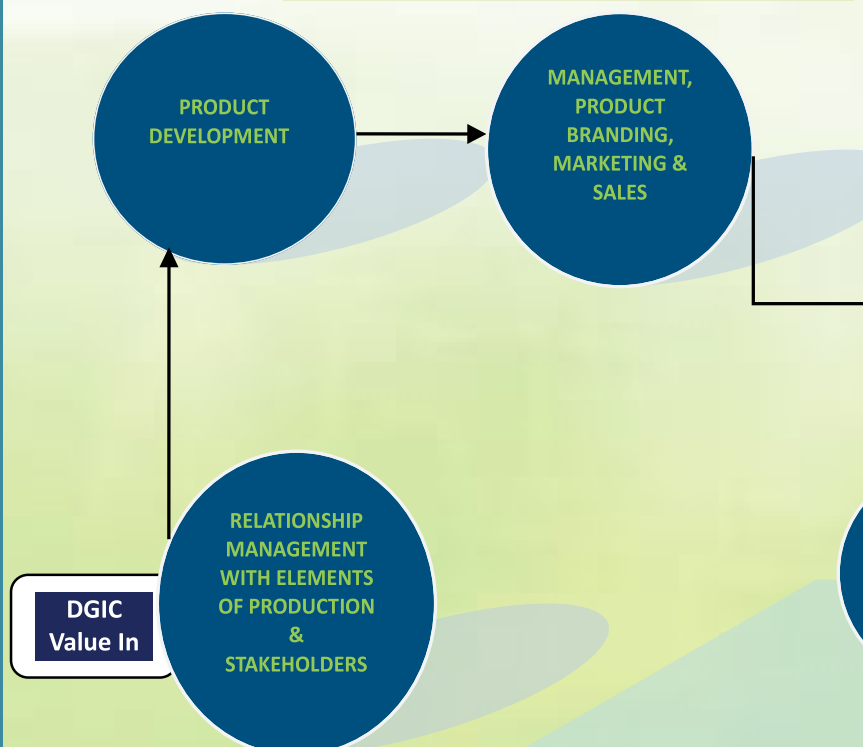 PRODUCT
DEVELOPMENT
MANAGEMENT,
PRODUCT
BRANDING,
MARKETING &
SALES
DGIC
Value In
RELATIONSHIP
MANAGEMENT
WITH ELEMENTS
OF PRODUCTION
&
STAKEHOLDERS